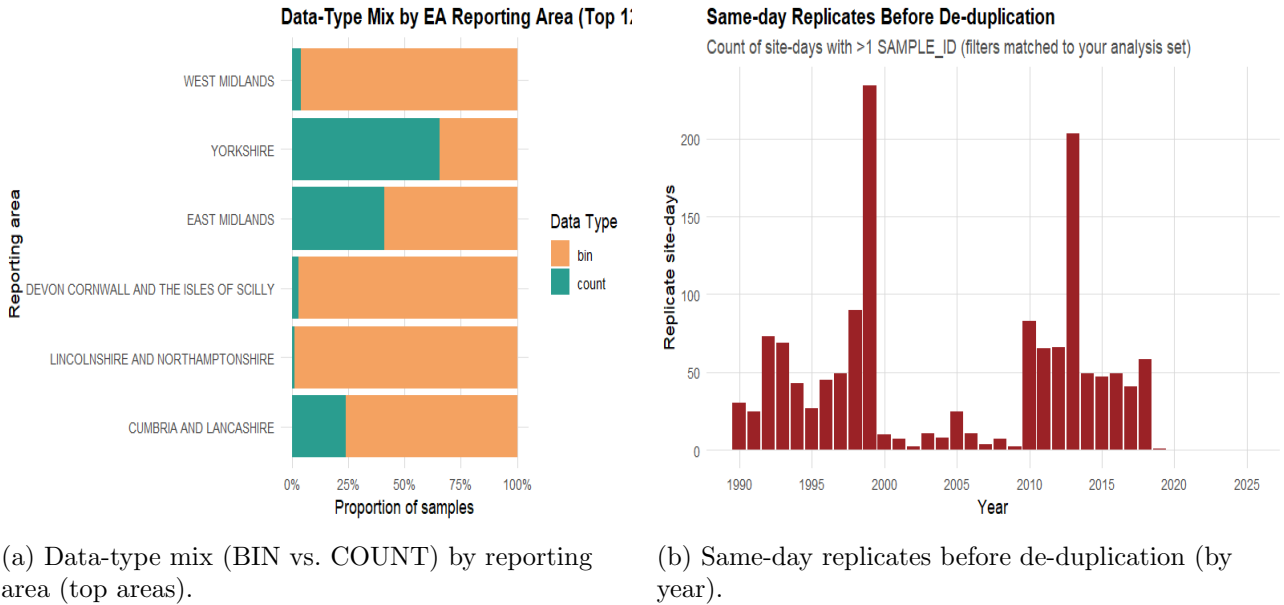 Data-Type Mix by EA Reporting Area (Top 12
WEST MIDLANDS
YORKSHIRE
EAST MIDLANDS
DEVON CORNWALL AND THE ISLES OF SCILLY
LINCOLNSHIRE AND NORTHAMPTONSHIRE
CUMBRIA AND LANCASHIRE
Reporting area
0% 25% 50% 75% 100%
Proportion of samples
Data Type
bin
count
Same-day Replicates Before De-duplication
Count of site-days with >1 SAMPLE_ID (filters matched to your analysis set)
200
150
100
50
0
Replicate site-days
1990 1995 2000 2005 2010 2015 2020 2025
Year
(a) Data-type mix (BIN vs. COUNT) by reporting
area (top areas).
(b) Same-day replicates before de-duplication (by
year).